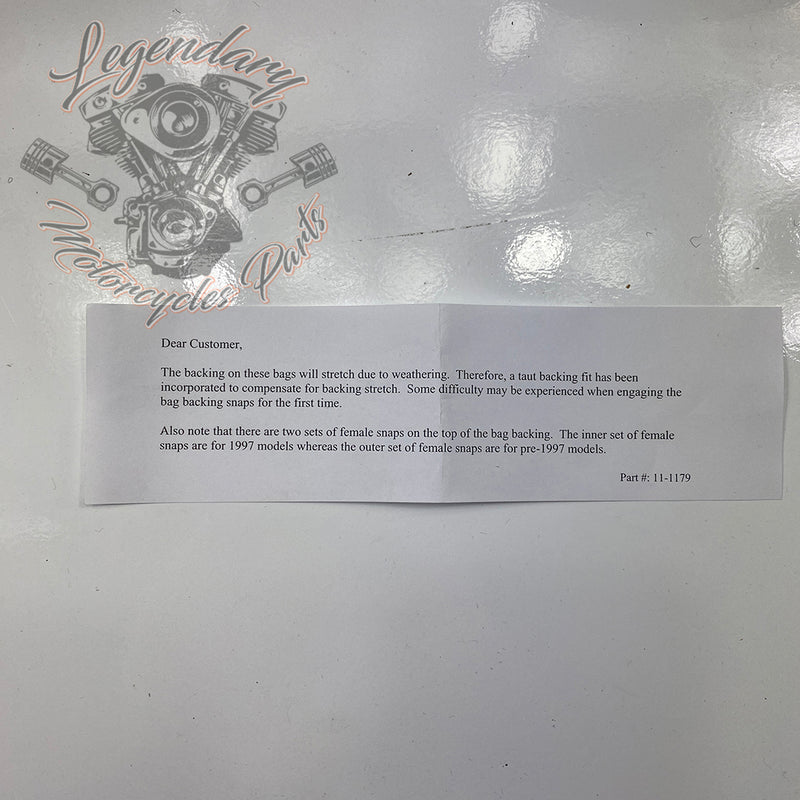 Legendary
Motorcycles Parts
Dear Customer,
The backing on these bags will stretch due to weathering. Therefore, a taut backing fit has been
incorporated to compensate for backing stretch. Some difficulty may be experienced when engaging the
bag backing snaps for the first time.
Also note that there are two sets of female snaps on the top of the bag backing. The inner set of female
snaps are for 1997 models whereas the outer set of female snaps are for pre-1997 models.
Part #: 11-1179